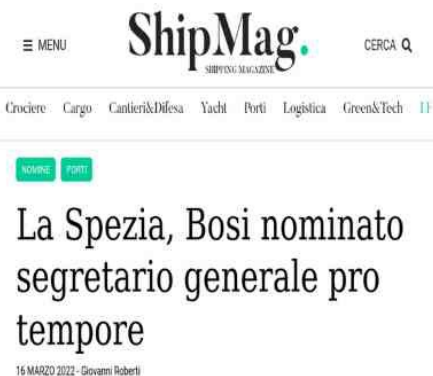 ≡ MENU ShipMag. CERCA
SHIPPING MAGAZINE
Crociere Cargo Cantieri&Difesa Yacht Porti Logistica Green&Tech
NOMINE PORTI
La Spezia, Bosi nominato
segretario generale pro
tempore
16 MARZO 2022 - Giovanni Roberti